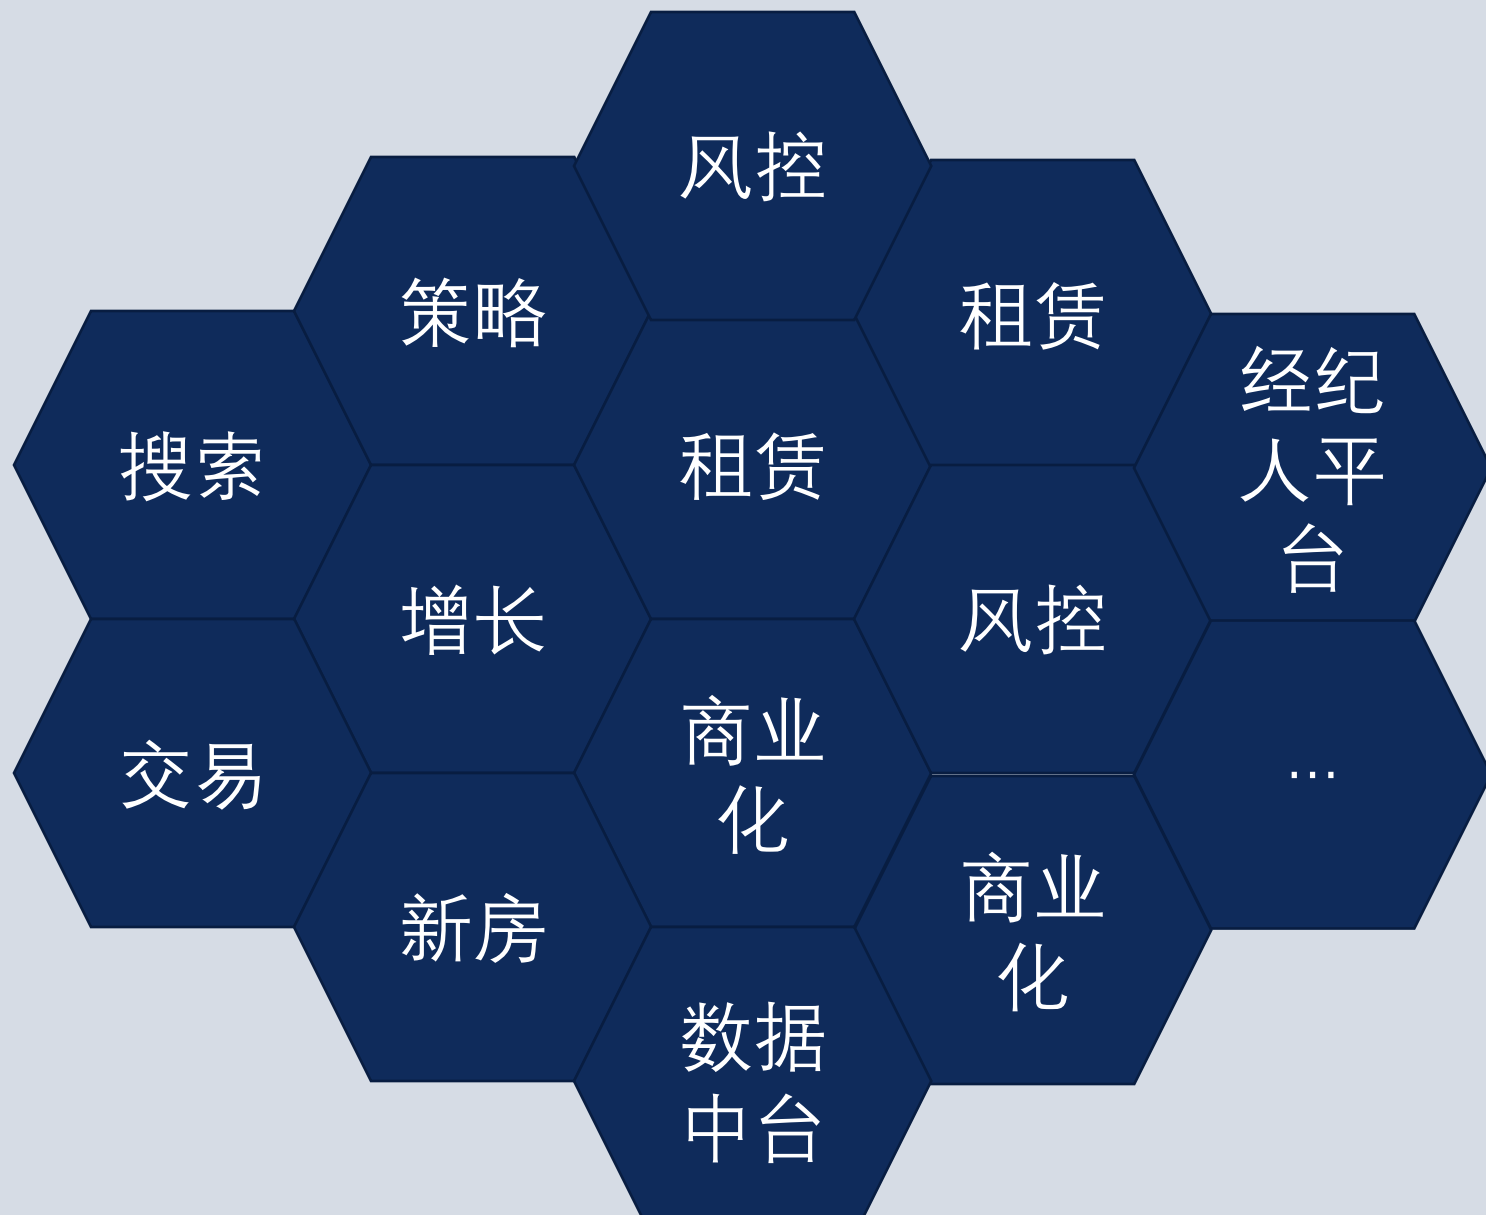 风控
策略
租赁
搜索
租赁
经纪
人平
台
增长
风控
交易
商业
化
...
新房
商业
化
数据
中台